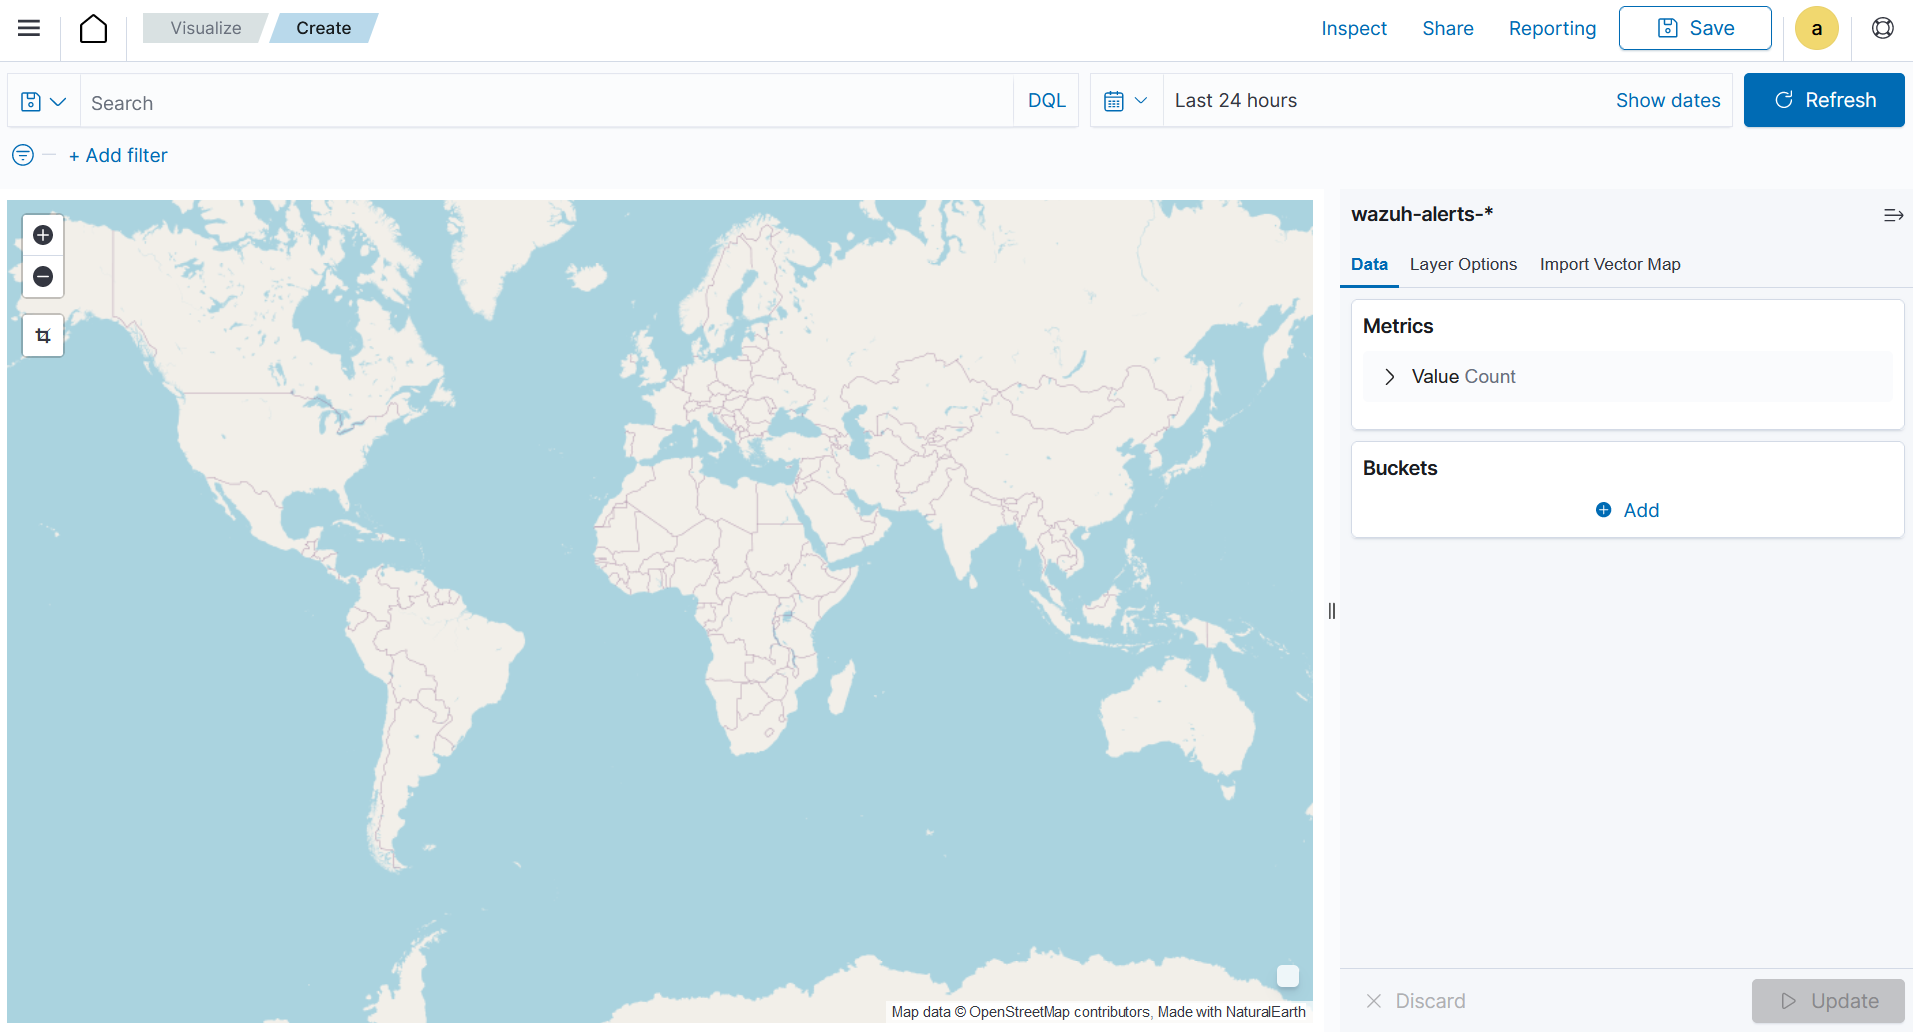 Visualize Create Inspect Share Reporting Save a
Search DQL Last 24 hours Show dates Refresh
+ Add filter
wazuh-alerts-*
Data Layer Options Import Vector Map
Metrics
Value Count
Buckets
Add
Discard Update
Map data © OpenStreetMap contributors, Made with NaturalEarth